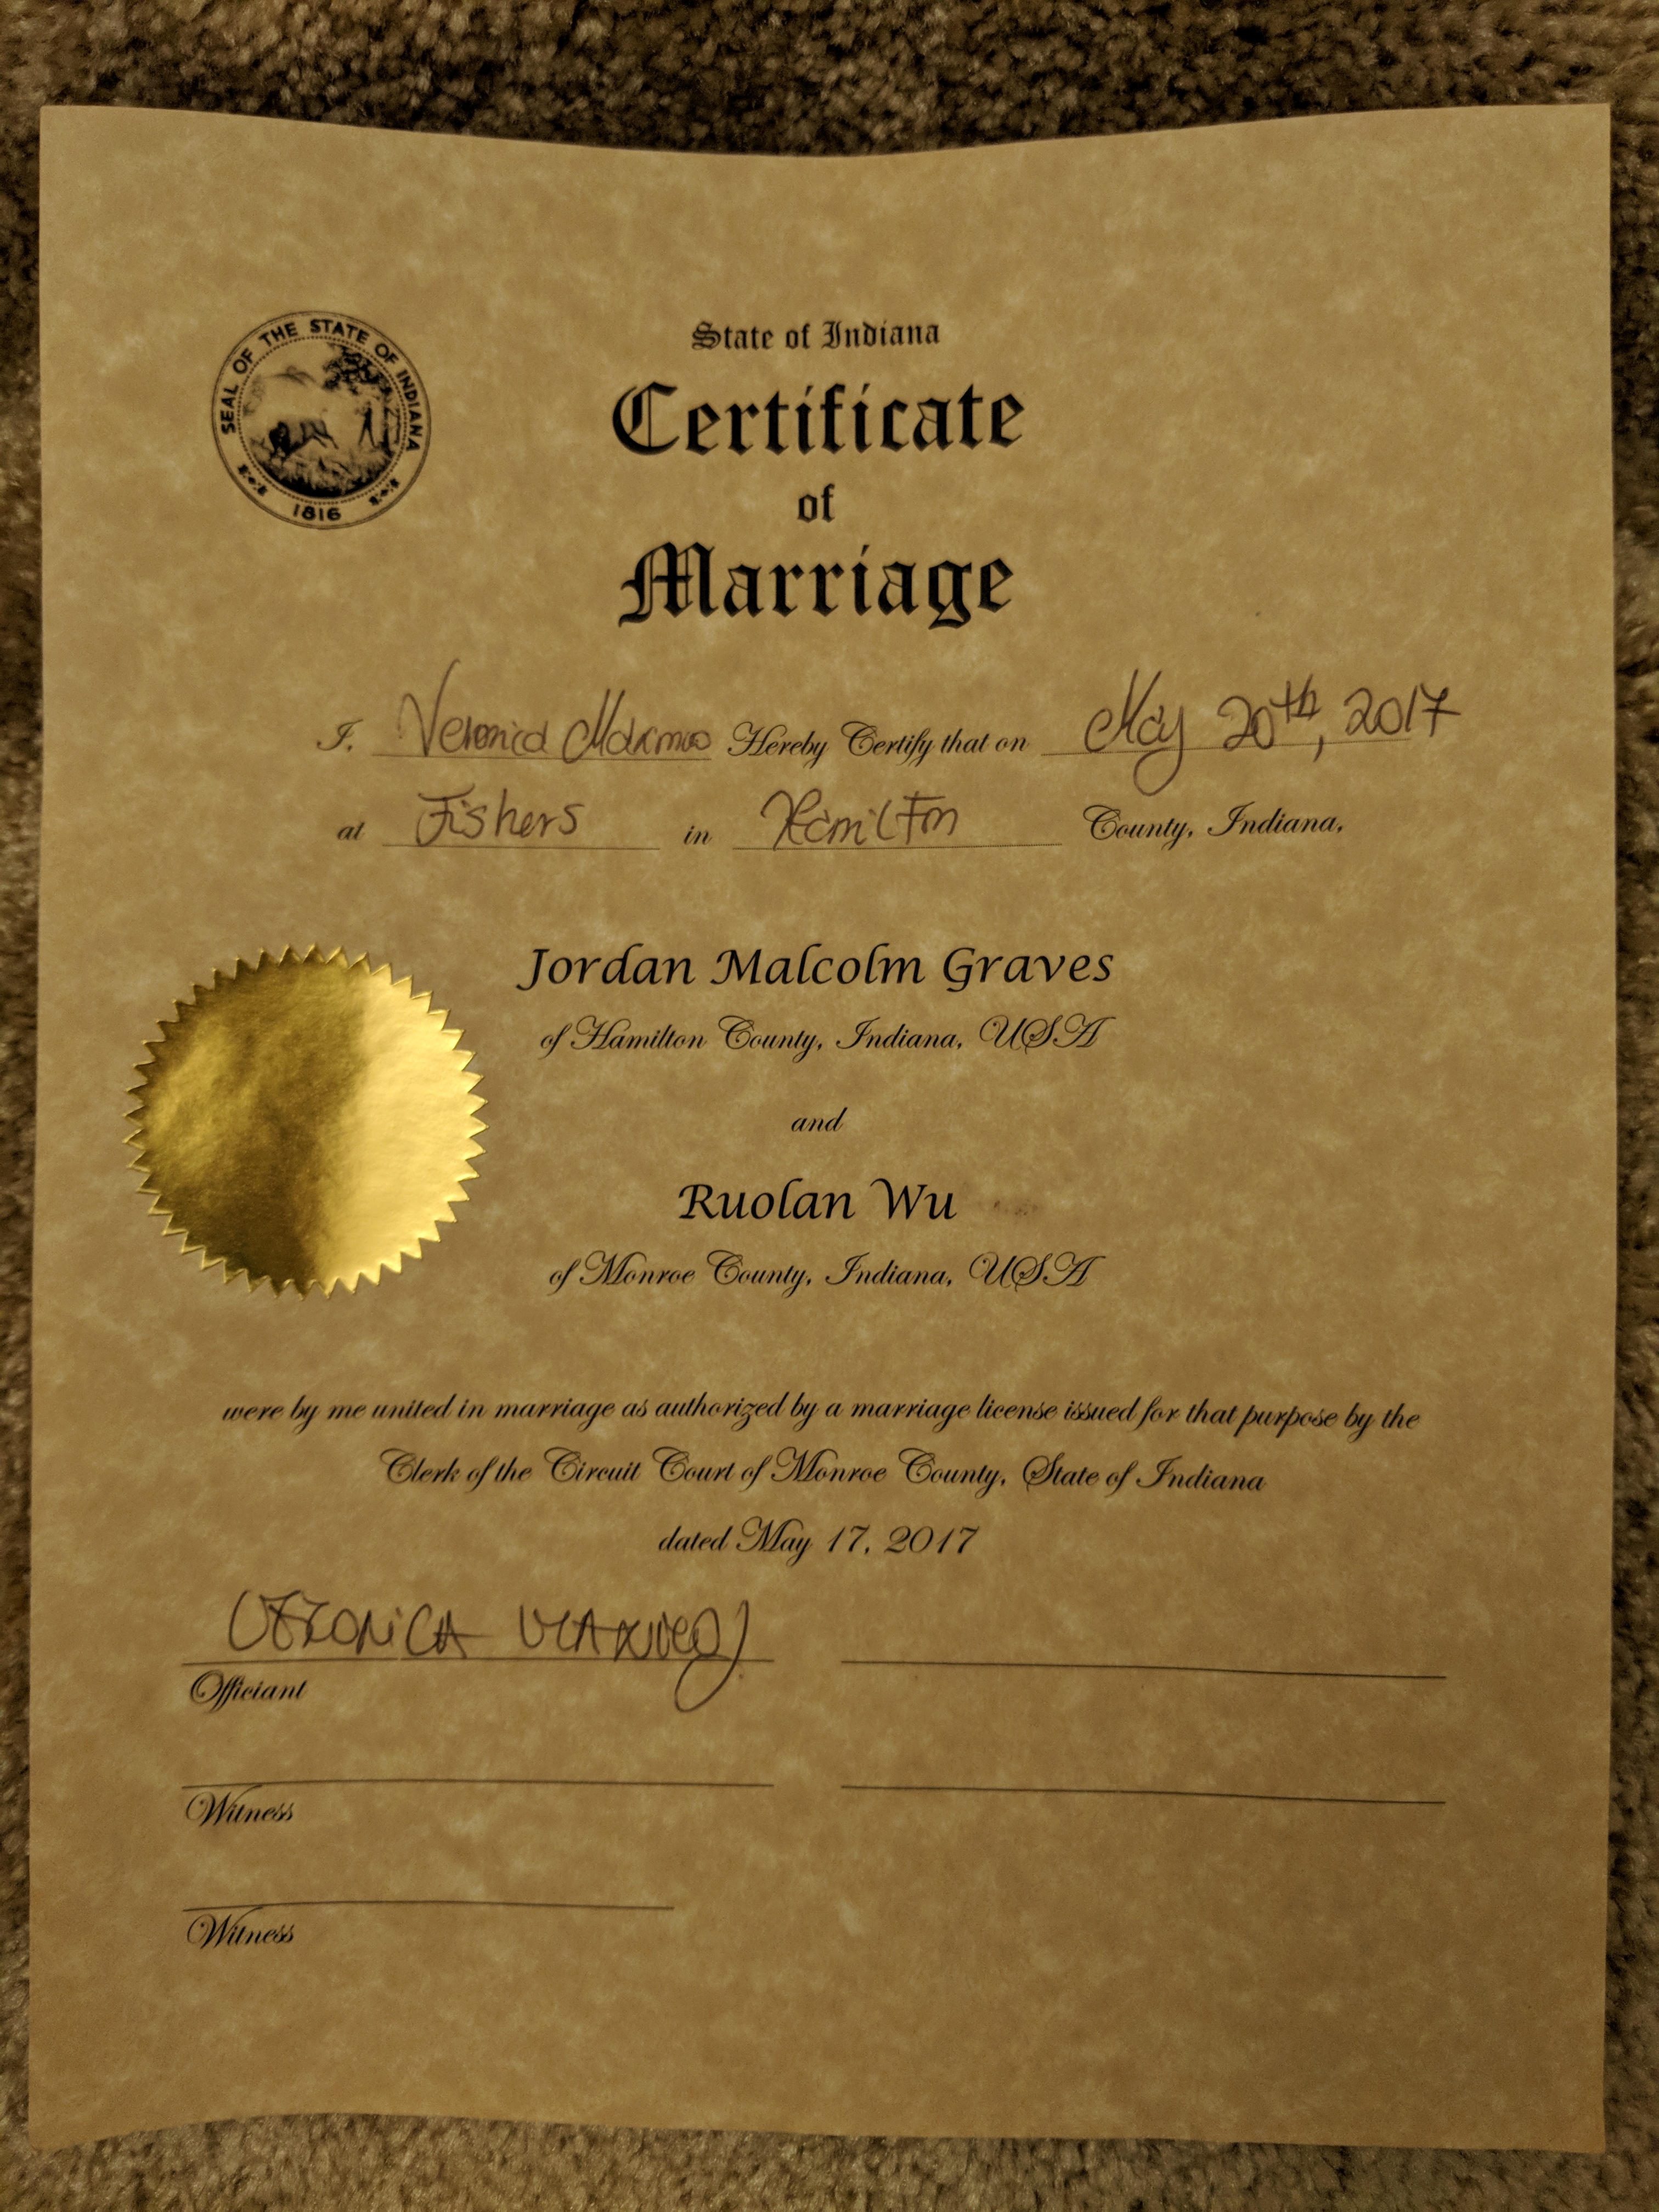 SEAL OF THE STATE OF INDIANA
1816
State of Indiana
Certificate
of
Marriage
I, Veronica Hereby Certify that on May 20th, 2017
at Fishers in Hamilton County, Indiana,
Jordan Malcolm Graves
of Hamilton County, Indiana, USA
and
Ruolan Wu
of Monroe County, Indiana, USA
were by me united in marriage as authorized by a marriage license issued for that purpose by the
Clerk of the Circuit Court of Monroe County, State of Indiana
dated May 17, 2017
VERONICA
Officiant
Witness
Witness